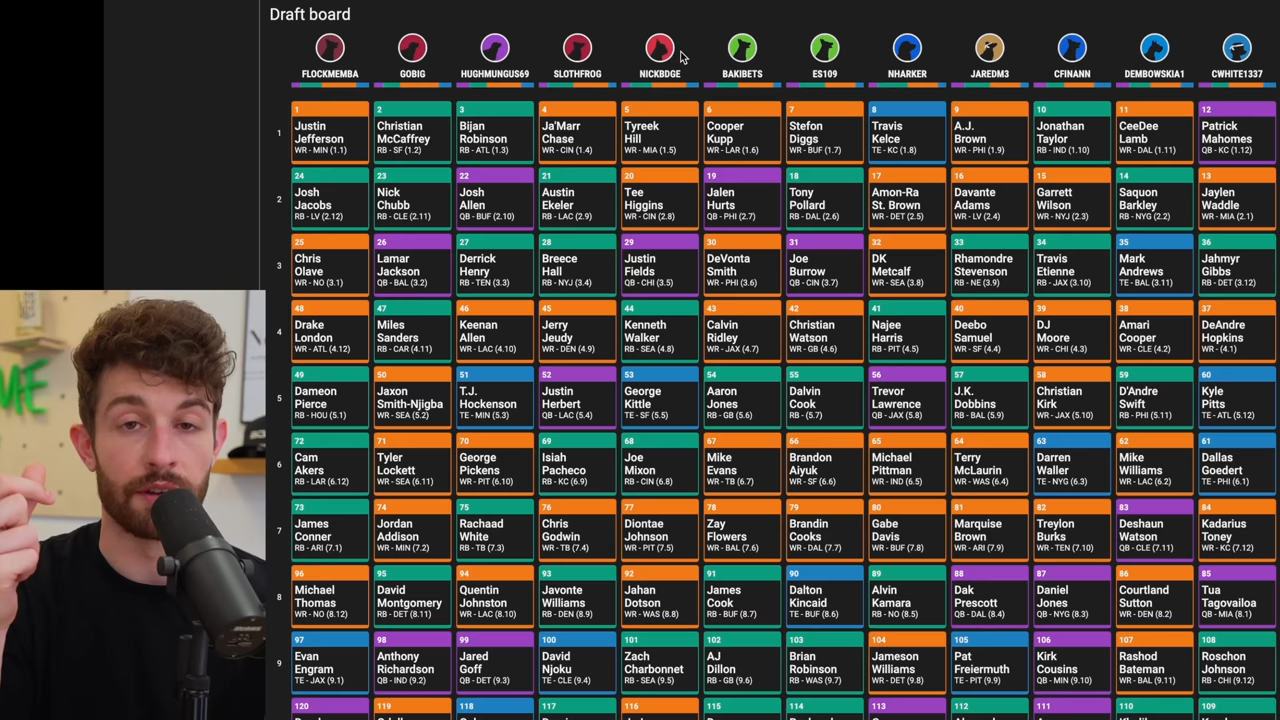 Draft board
FLOCKMEMBA GOBIG HUGHMUNGUS69 SLOTHFROG NICKBDGE BAKIBETS ES109 NHARKER JAREDM3 CFINANN DEMBOWSKIA1 CWHITE1337
1 2 3 4 5 6 7 8 9 10 11 12
1 Justin Christian Bijan Ja'Marr Tyreek Cooper Stefon Travis A.J. Jonathan CeeDee Patrick
Jefferson McCaffrey Robinson Chase Hill Kupp Diggs Kelce Brown Taylor Lamb Mahomes
WR - MIN (1.1) RB - SF (1.2) RB - ATL (1.3) WR - CIN (1.4) WR - MIA (1.5) WR - LAR (1.6) WR - BUF (1.7) TE - KC (1.8) WR - PHI (1.9) RB - IND (1.10) WR - DAL (1.11) QB - KC (1.12)
24 23 22 21 20 19 18 17 16 15 14 13
2 Josh Nick Josh Austin Tee Jalen Tony Amon-Ra Davante Garrett Saquon Jaylen
Jacobs Chubb Allen Ekeler Higgins Hurts Pollard St. Brown Adams Wilson Barkley Waddle
RB - LV (2.12) RB - CLE (2.11) QB - BUF (2.10) RB - LAC (2.9) WR - CIN (2.8) QB - PHI (2.7) RB - DAL (2.6) WR - DET (2.5) WR - LV (2.4) WR - NYJ (2.3) RB - NYG (2.2) WR - MIA (2.1)
25 26 27 28 29 30 31 32 33 34 35 36
3 Chris Lamar Derrick Breece Justin DeVonta Joe DK Rhamondre Travis Mark Jahmyr
Olave Jackson Henry Hall Fields Smith Burrow Metcalf Stevenson Etienne Andrews Gibbs
WR - NO (3.1) QB - BAL (3.2) RB - TEN (3.3) RB - NYJ (3.4) QB - CHI (3.5) WR - PHI (3.6) QB - CIN (3.7) WR - SEA (3.8) RB - NE (3.9) RB - JAX (3.10) TE - BAL (3.11) RB - DET (3.12)
48 47 46 45 44 43 42 41 40 39 38 37
4 Drake Miles Keenan Jerry Kenneth Calvin Christian Najee Deebo DJ Amari DeAndre
London Sanders Allen Jeudy Walker Ridley Watson Harris Samuel Moore Cooper Hopkins
WR - ATL (4.12) RB - CAR (4.11) WR - LAC (4.10) WR - DEN (4.9) RB - SEA (4.8) WR - JAX (4.7) WR - GB (4.6) RB - PIT (4.5) WR - SF (4.4) WR - CHI (4.3) WR - CLE (4.2) WR - (4.1)
49 50 51 52 53 54 55 56 57 58 59 60
5 Dameon Jaxon T.J. Justin George Aaron Dalvin Trevor J.K. Christian D'Andre Kyle
Pierce Smith-Njigba Hockenson Herbert Kittle Jones Cook Lawrence Dobbins Kirk Swift Pitts
RB - HOU (5.1) WR - SEA (5.2) TE - MIN (5.3) QB - LAC (5.4) TE - SF (5.5) RB - GB (5.6) RB - (5.7) QB - JAX (5.8) RB - BAL (5.9) WR - JAX (5.10) RB - PHI (5.11) TE - ATL (5.12)
72 71 70 69 68 67 66 65 64 63 62 61
6 Cam Tyler George Isiah Joe Mike Brandon Michael Terry Darren Mike Dallas
Akers Lockett Pickens Pacheco Mixon Evans Aiyuk Pittman McLaurin Waller Williams Goedert
RB - LAR (6.12) WR - SEA (6.11) WR - PIT (6.10) RB - KC (6.9) RB - CIN (6.8) WR - TB (6.7) WR - SF (6.6) WR - IND (6.5) WR - WAS (6.4) TE - NYG (6.3) WR - LAC (6.2) TE - PHI (6.1)
73 74 75 76 77 78 79 80 81 82 83 84
7 James Jordan Rachaad Chris Diontae Zay Brandin Gabe Marquise Treylon Deshaun Kadarius
Conner Addison White Godwin Johnson Flowers Cooks Davis Brown Burks Watson Toney
RB - ARI (7.1) WR - MIN (7.2) RB - TB (7.3) WR - TB (7.4) WR - PIT (7.5) WR - BAL (7.6) WR - DAL (7.7) WR - BUF (7.8) WR - ARI (7.9) WR - TEN (7.10) QB - CLE (7.11) WR - KC (7.12)
96 95 94 93 92 91 90 89 88 87 86 85
8 Michael David Quentin Javonte Jahan James Dalton Alvin Dak Daniel Courtland Tua
Thomas Montgomery Johnston Williams Dotson Cook Kincaid Kamara Prescott Jones Sutton Tagovailoa
WR - NO (8.12) RB - DET (8.11) WR - LAC (8.10) RB - DEN (8.9) WR - WAS (8.8) RB - BUF (8.7) TE - BUF (8.6) RB - NO (8.5) QB - DAL (8.4) QB - NYG (8.3) WR - DEN (8.2) QB - MIA (8.1)
97 98 99 100 101 102 103 104 105 106 107 108
9 Evan Anthony Jared David Zach AJ Brian Jameson Pat Kirk Rashod Roschon
Engram Richardson Goff Njoku Charbonnet Dillon Robinson Williams Freiermuth Cousins Bateman Johnson
TE - JAX (9.1) QB - IND (9.2) QB - DET (9.3) TE - CLE (9.4) RB - SEA (9.5) RB - GB (9.6) RB - WAS (9.7) WR - DET (9.8) TE - PIT (9.9) QB - MIN (9.10) WR - BAL (9.11) RB - CHI (9.12)
120 119 118 117 116 115 114 113 112 111 110 109